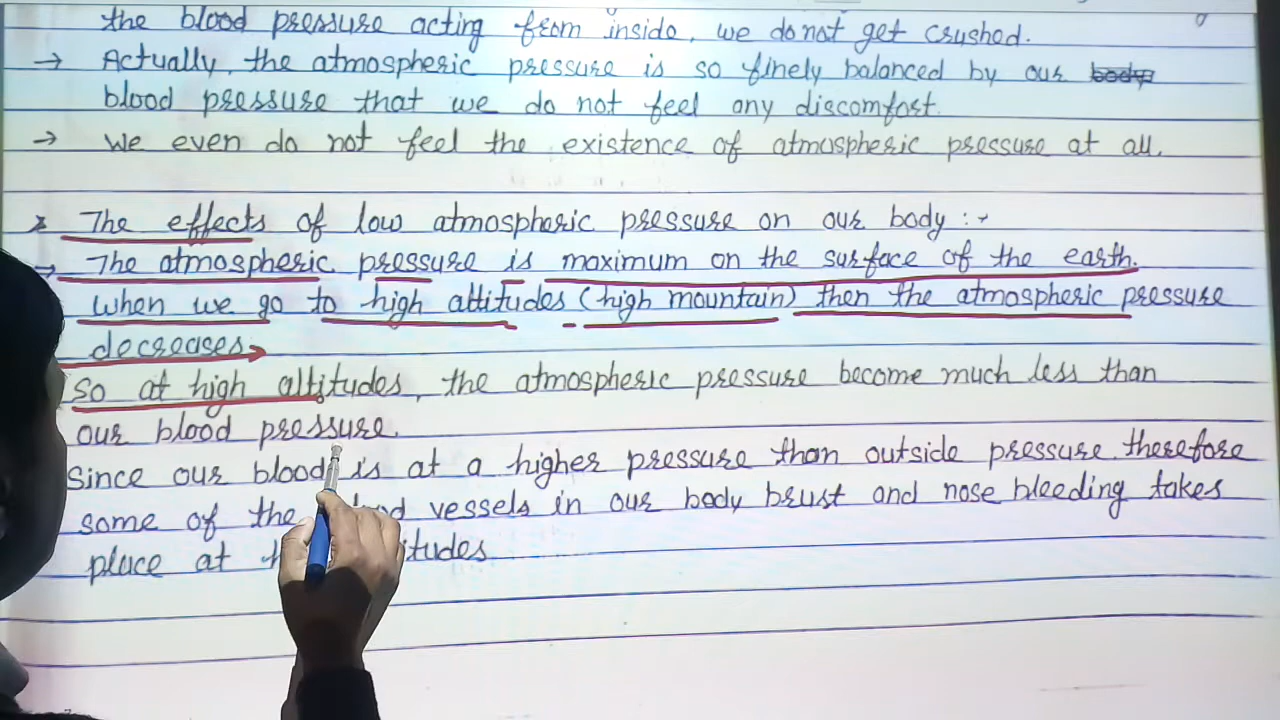 the blood pressure acting from inside, we do not get crushed.
→ Actually, the atmospheric pressure is so finely balanced by our body
blood pressure that we do not feel any discomfort.
→ We even do not feel the existence of atmospheric pressure at all.
* The effects of low atmospheric pressure on our body :-
→ The atmospheric pressure is maximum on the surface of the earth.
when we go to high altitudes (high mountain) then the atmospheric pressure
decreases.
So at high altitudes, the atmospheric pressure become much less than
our blood pressure.
Since our blood is at a higher pressure than outside pressure. therefore
some of the vessels in our body brust and nose bleeding takes
place at